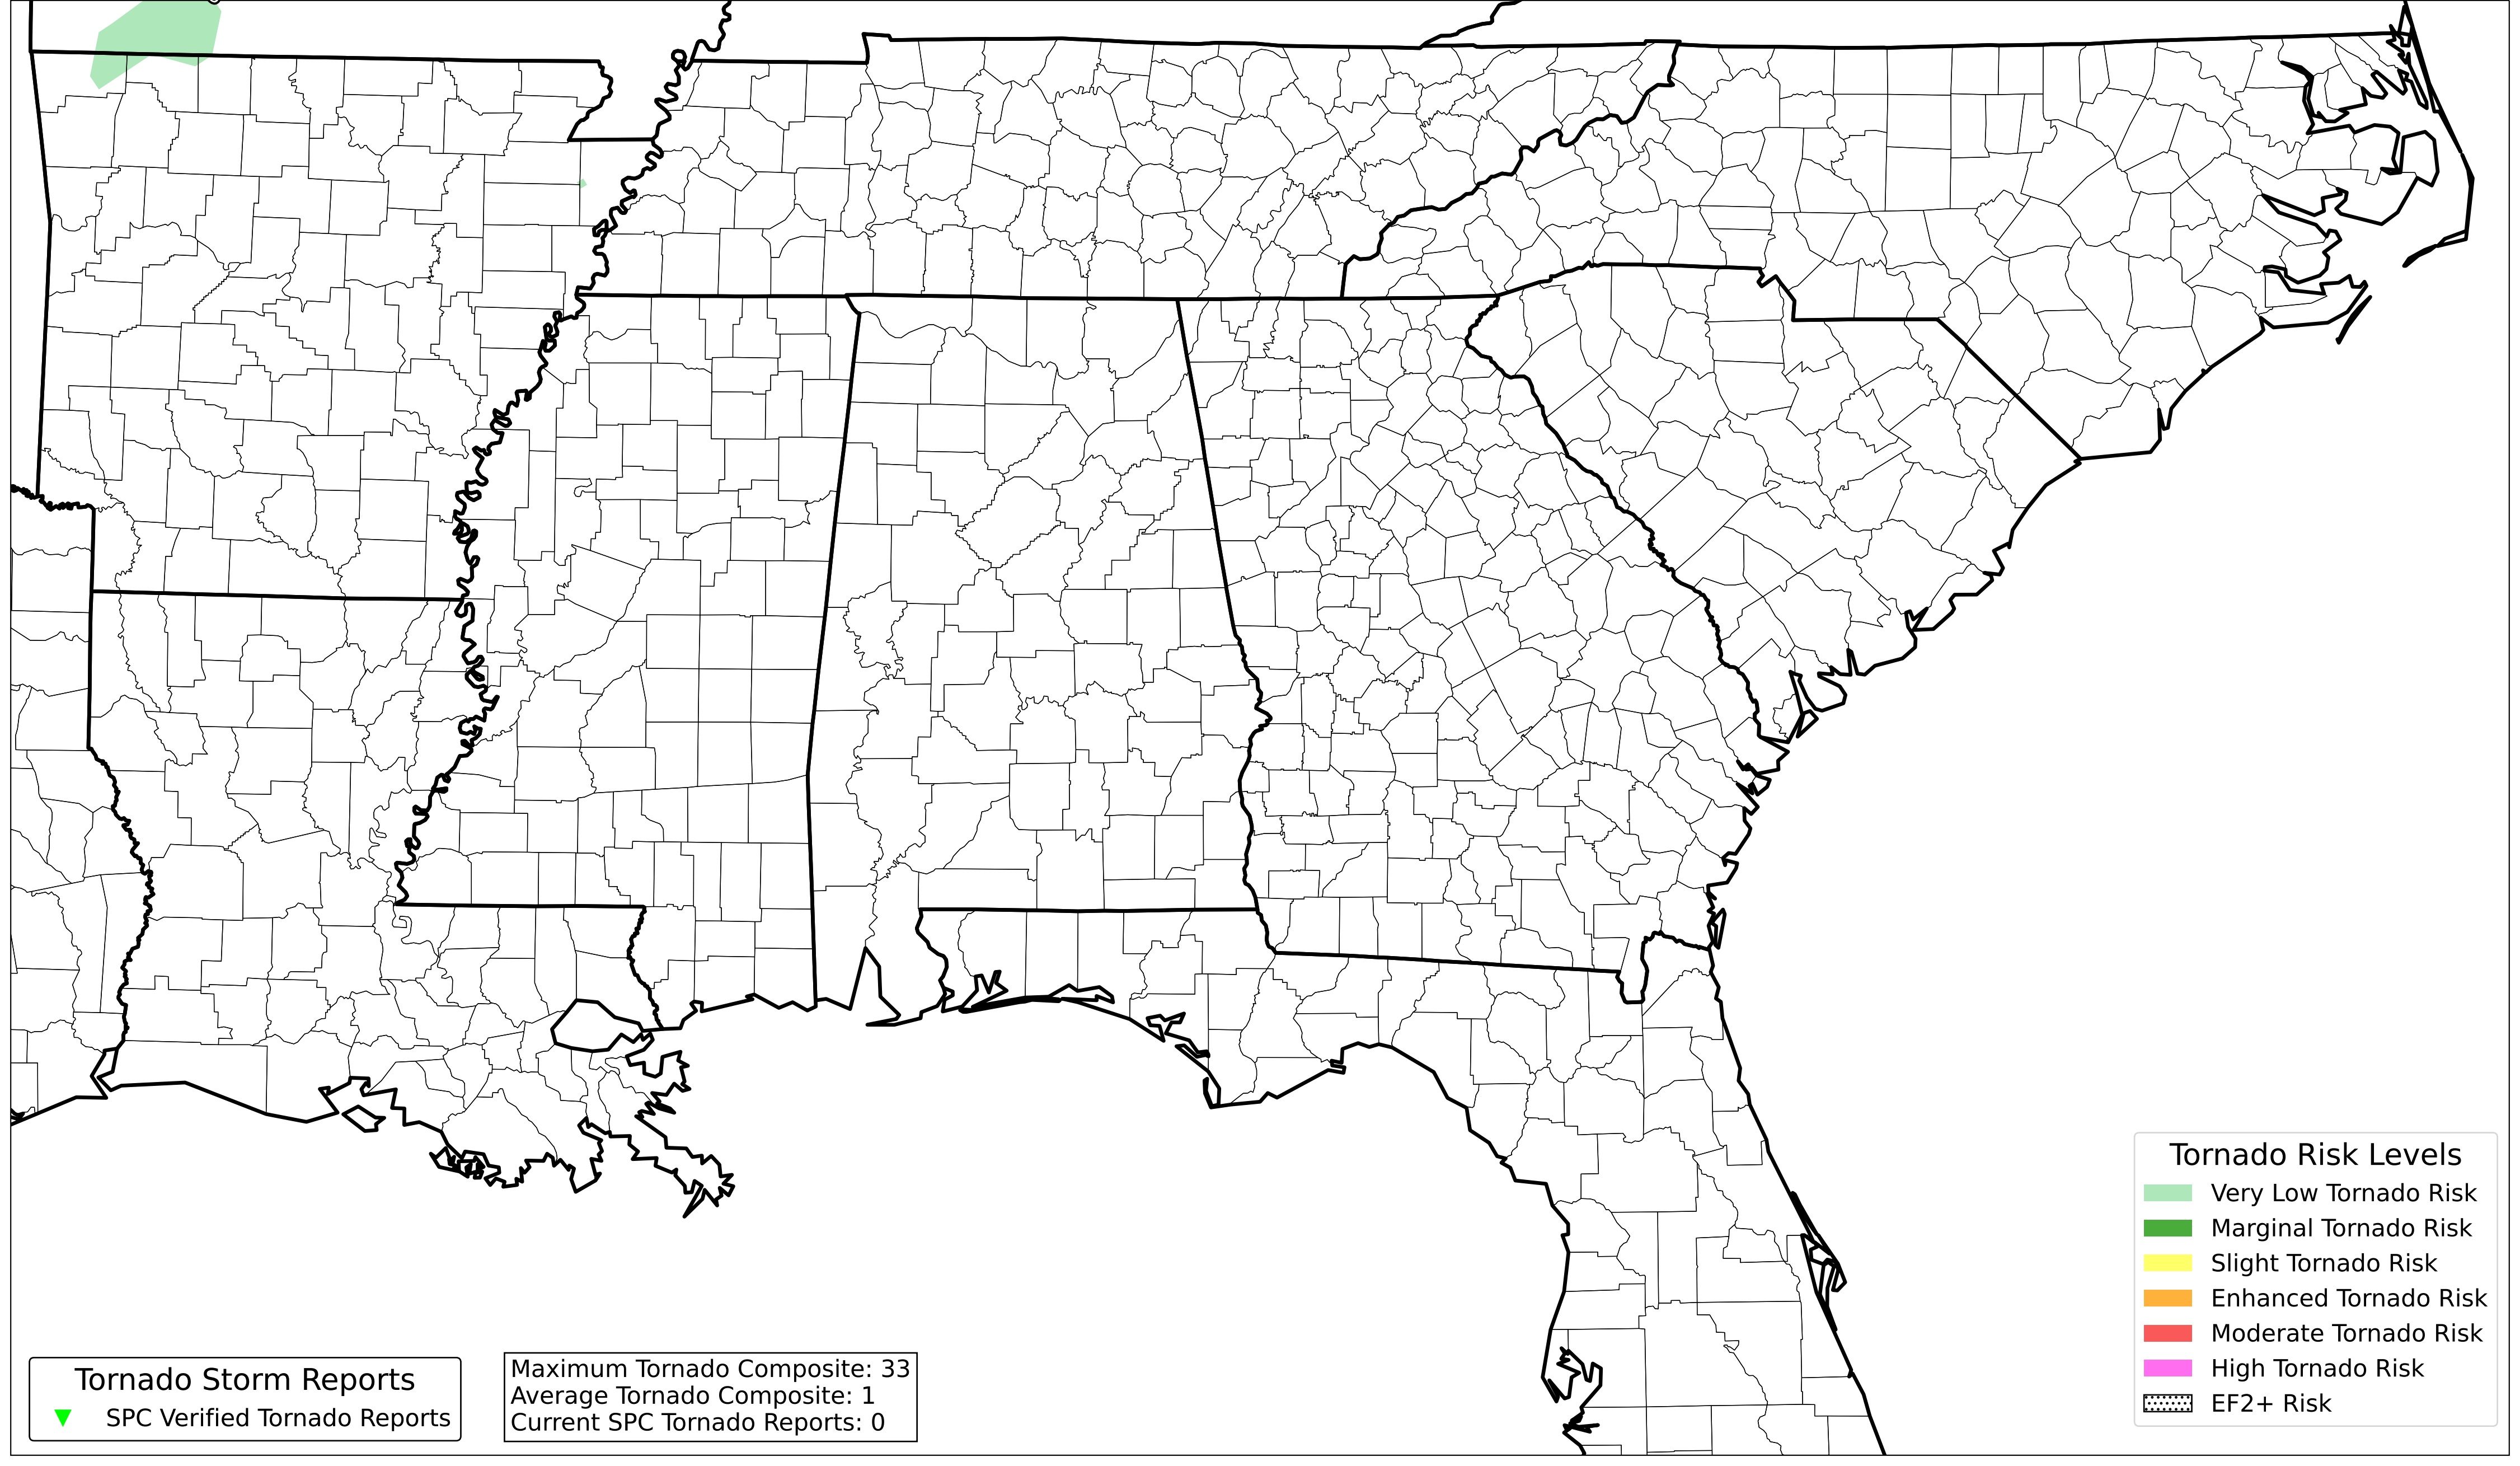 Tornado Risk Levels
Very Low Tornado Risk
Marginal Tornado Risk
Slight Tornado Risk
Enhanced Tornado Risk
Moderate Tornado Risk
High Tornado Risk
EF2+ Risk
Tornado Storm Reports
SPC Verified Tornado Reports
Maximum Tornado Composite: 33
Average Tornado Composite: 1
Current SPC Tornado Reports: 0